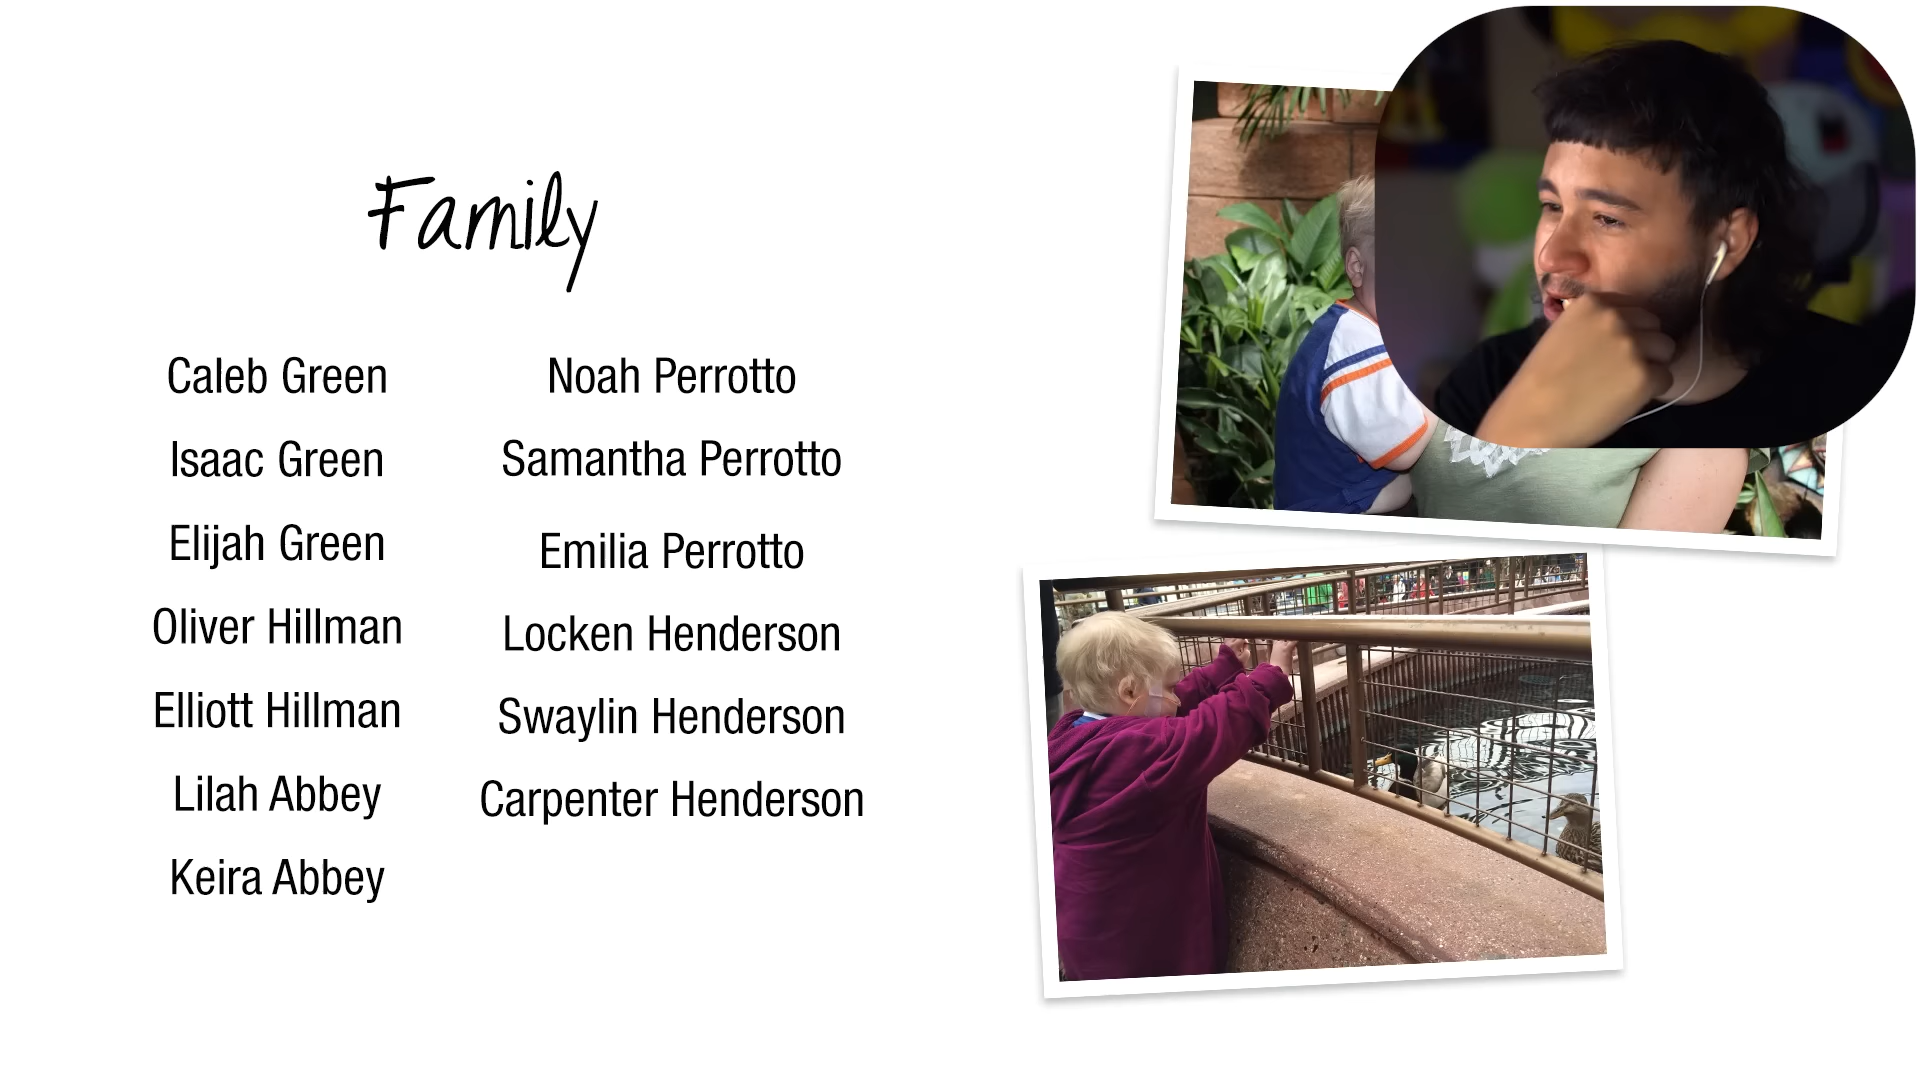 Family
Caleb Green
Isaac Green
Elijah Green
Oliver Hillman
Elliott Hillman
Lilah Abbey
Keira Abbey
Noah Perrotto
Samantha Perrotto
Emilia Perrotto
Locken Henderson
Swaylin Henderson
Carpenter Henderson